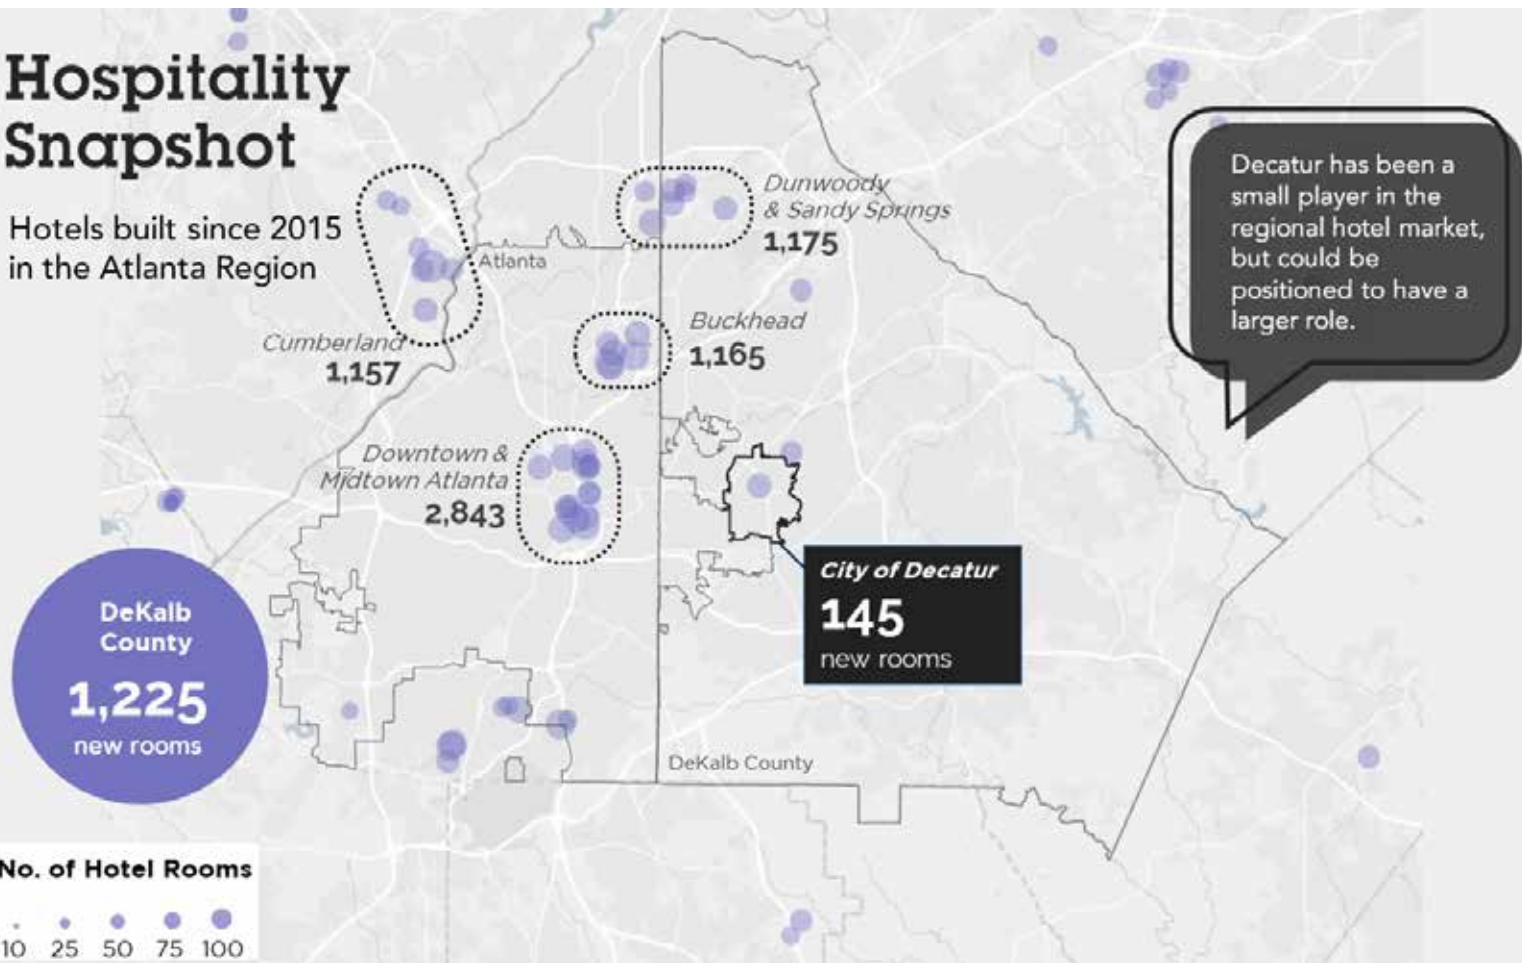 Hospitality
Snapshot
Hotels built since 2015
in the Atlanta Region
Cumberland
1,157
Atlanta
Dunwoody
& Sandy Springs
1,175
Buckhead
1,165
Downtown &
Midtown Atlanta
2,843
Decatur has been a
small player in the
regional hotel market,
but could be
positioned to have a
larger role.
City of Decatur
145
new rooms
DeKalb
County
1,225
new rooms
DeKalb County
No. of Hotel Rooms
10 25 50 75 100